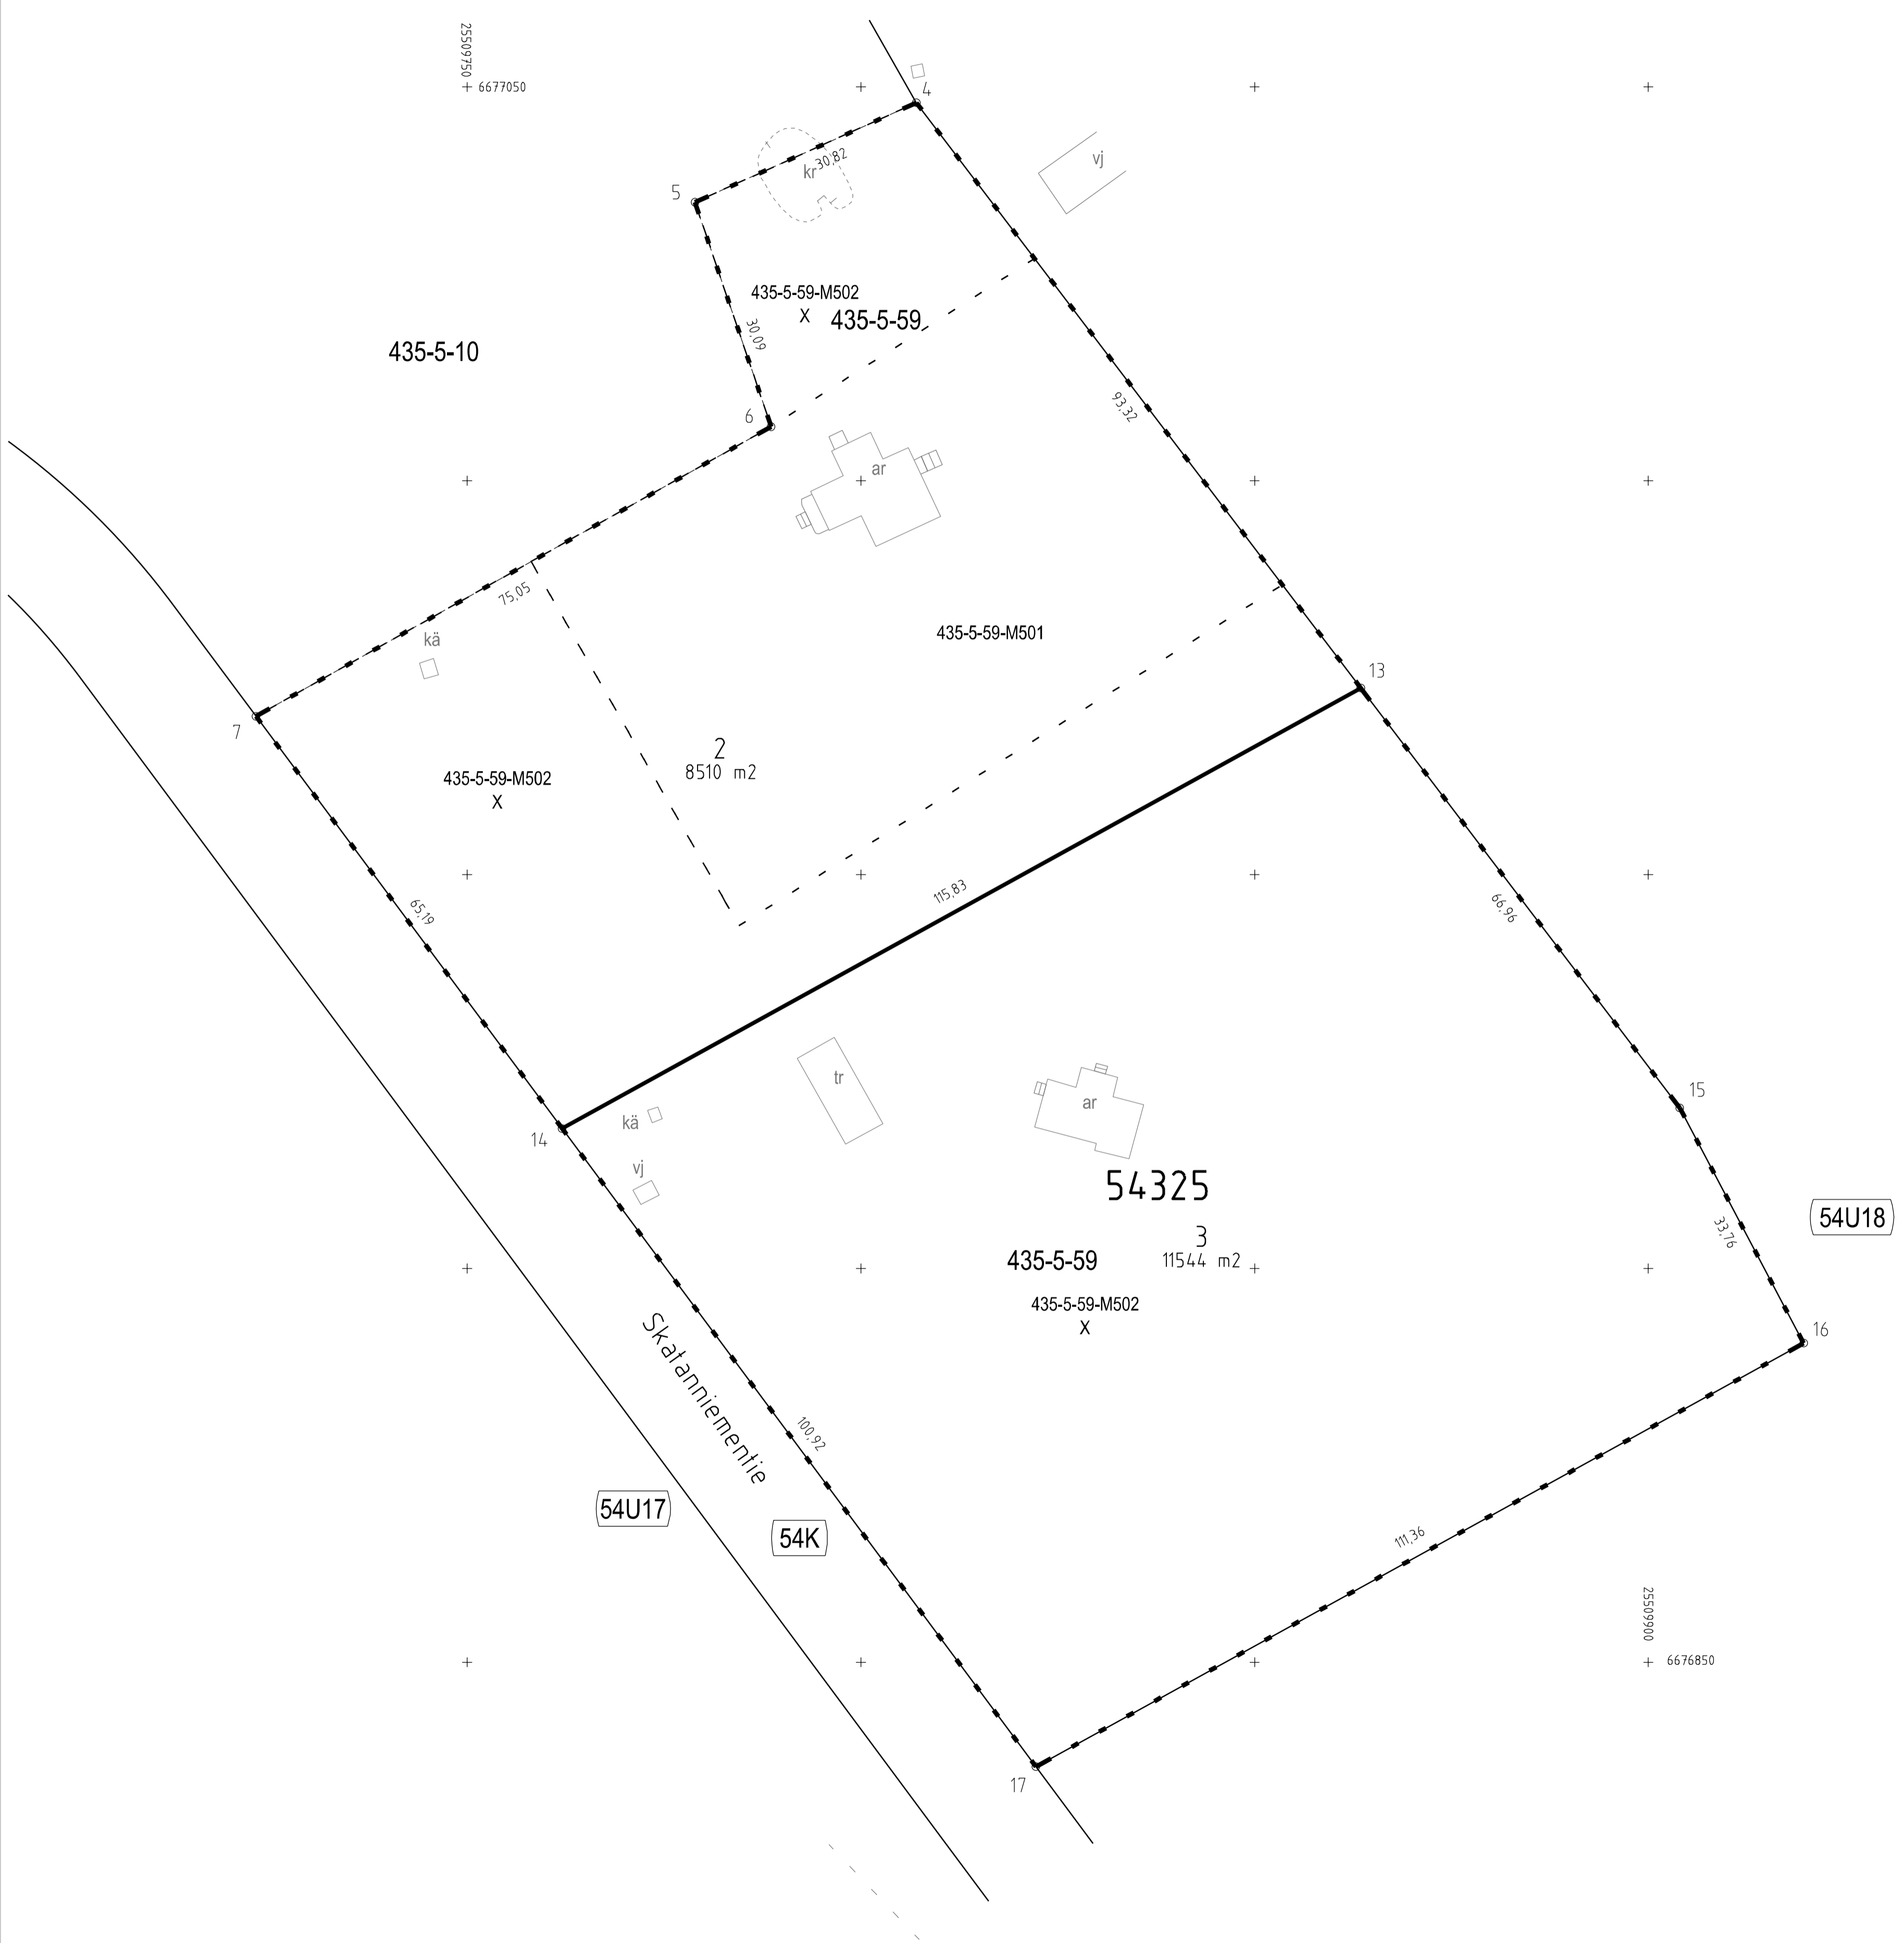 25509750
6677050
4
vj
30,82
kr
5
435-5-59-M502
X
435-5-59
30,09
435-5-10
93,32
6
ar
75,05
kä
435-5-59-M501
13
7
2
8510 m2
435-5-59-M502
X
115,83
65,19
66,96
tr
15
ar
kä
14
vj
54325
54U18
33,76
3
11544 m2
435-5-59
435-5-59-M502
X
16
Skatanniementie
100,92
54U17
54K
111,36
25509900
6676850
17